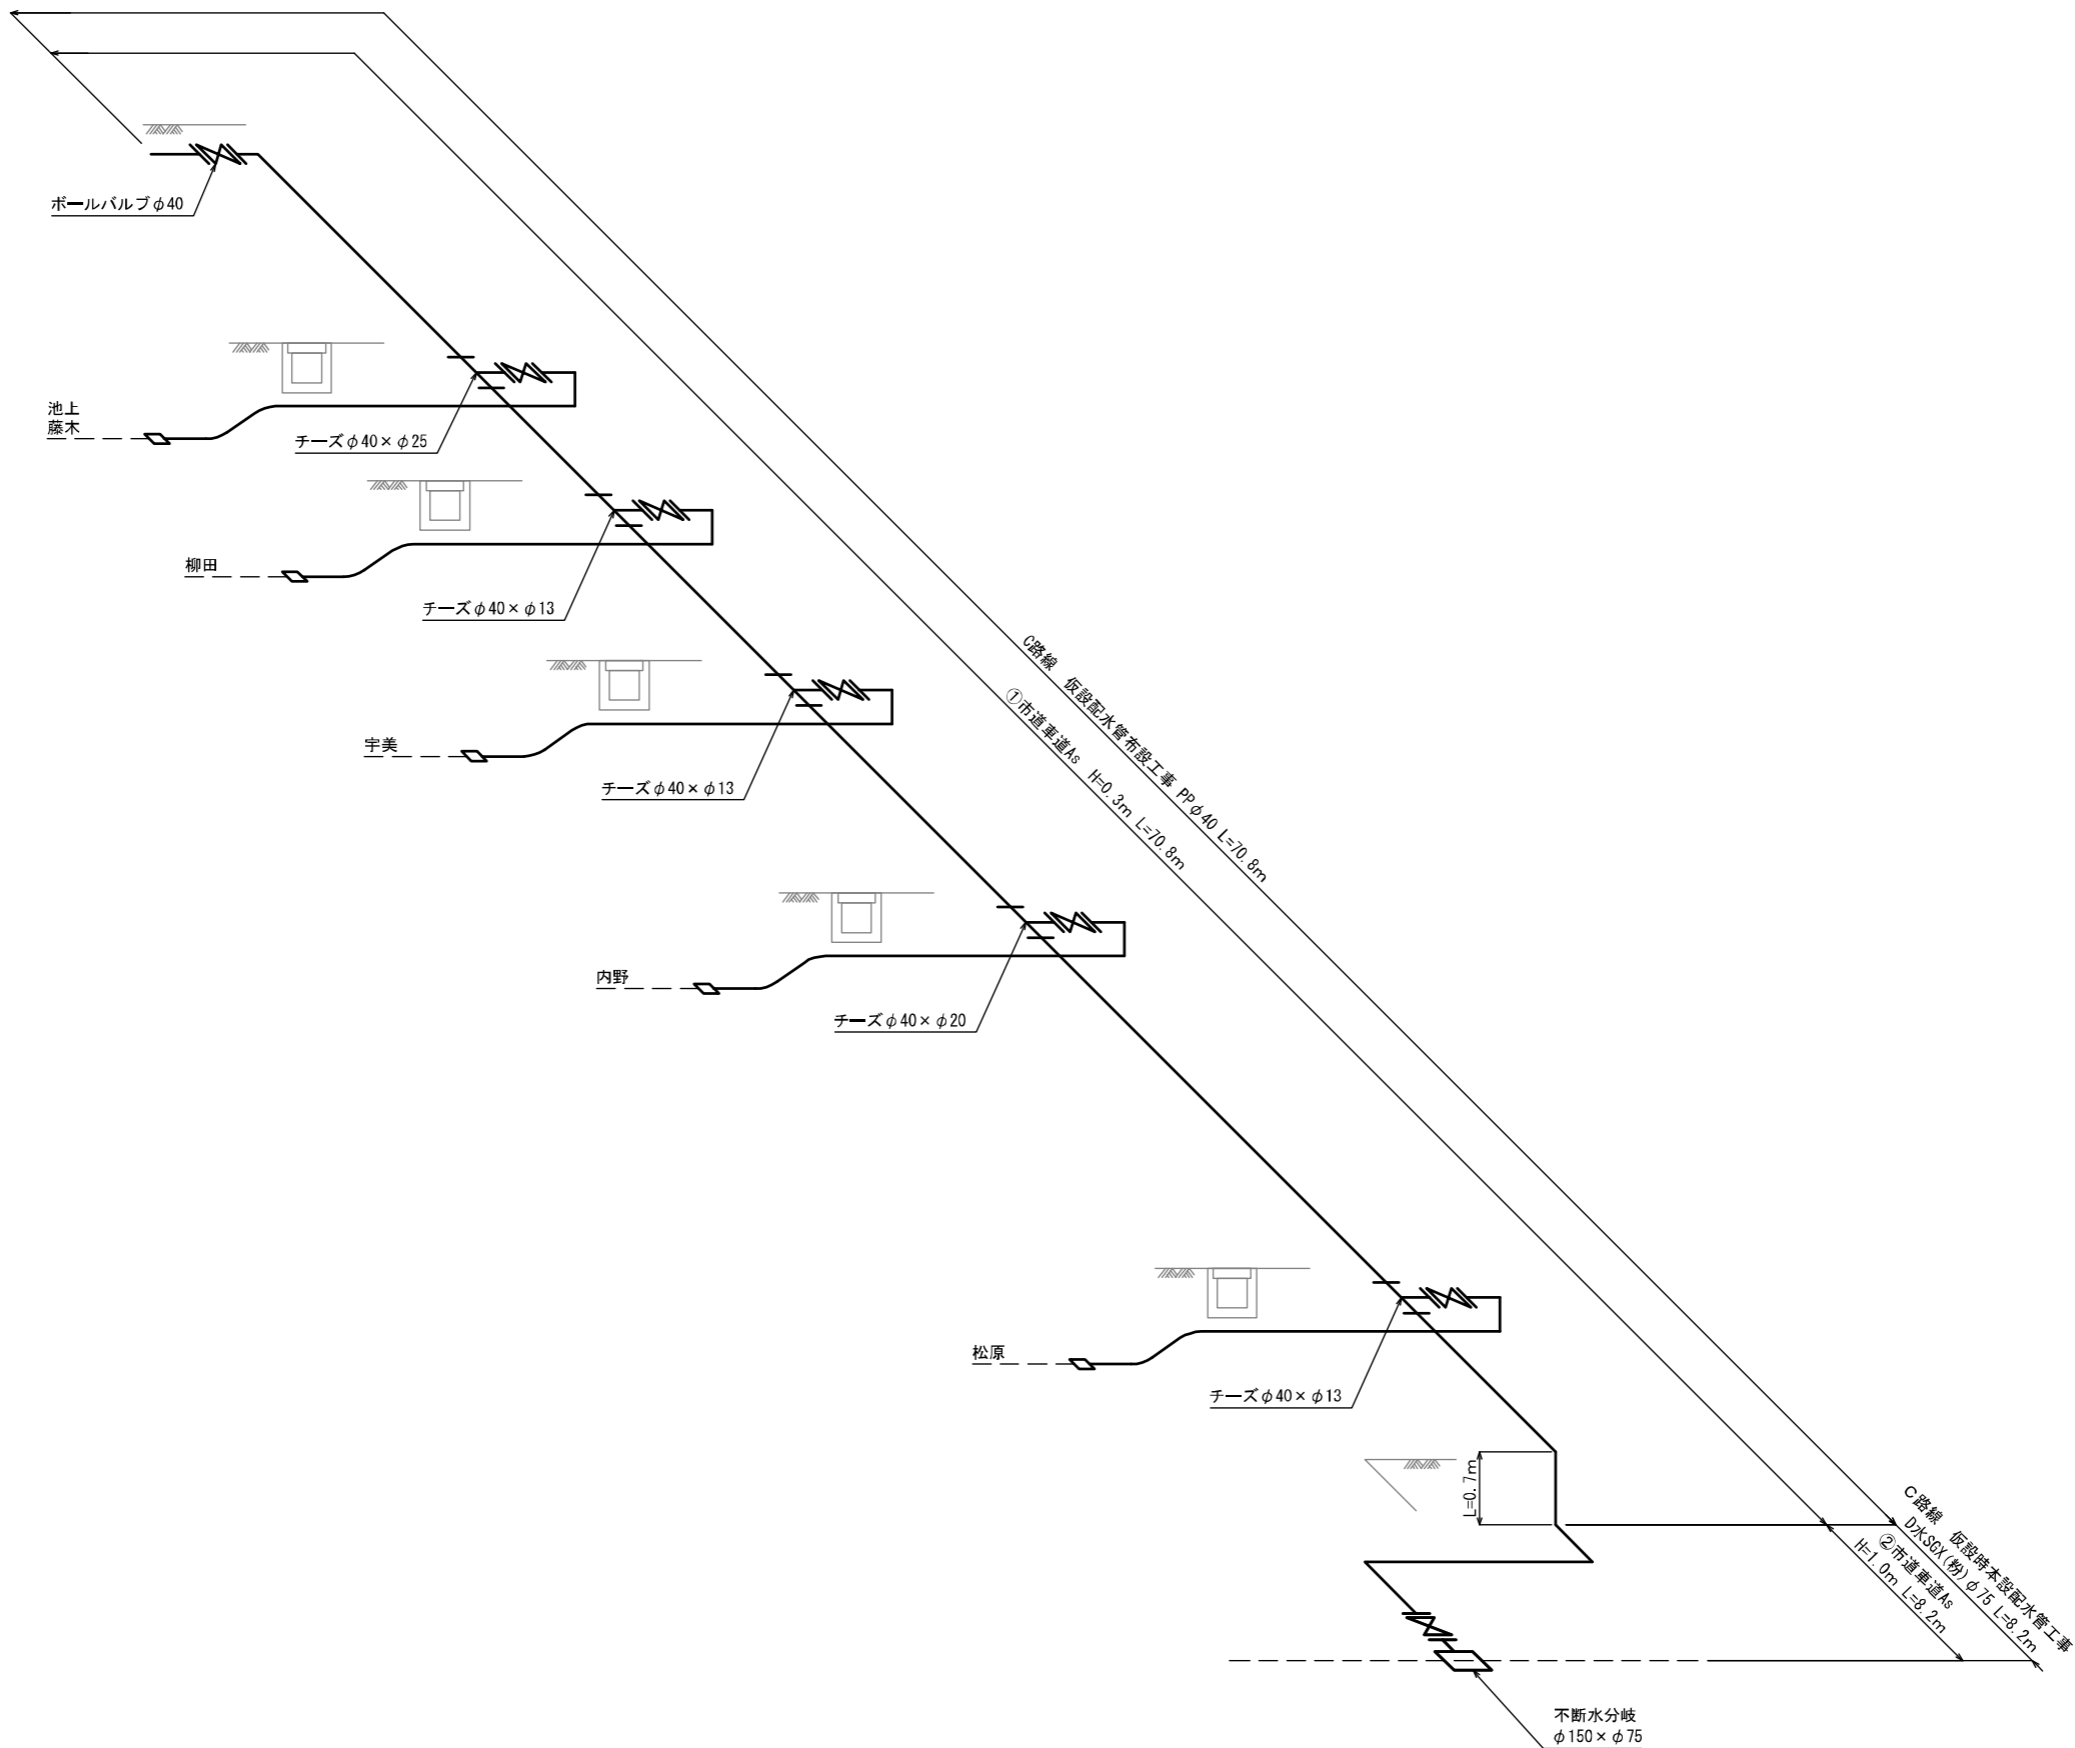 ボールバルブφ40
池上
藤木
チーズφ40×φ25
柳田
チーズφ40×φ13
宇美
チーズφ40×φ13
C路線　仮設配水管布設工事 PPφ40 L=70.8m
①市道車道As　H=0.3m L=70.8m
内野
チーズφ40×φ20
松原
チーズφ40×φ13
L=0.7m
C路線　仮設時本設配水管工事
D水SGX(粉)φ75 L=8.2m
②市道車道As
H=1.0m L=8.2m
不断水分岐
φ150×φ75